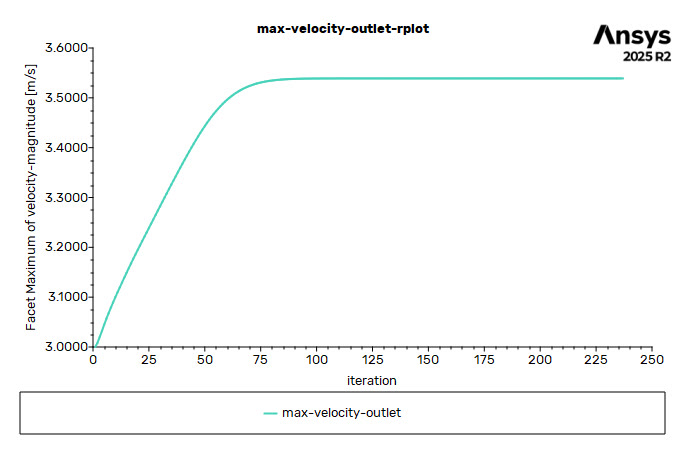 max-velocity-outlet-rplot
Ansys
2025 R2
Facet Maximum of velocity-magnitude [m/s]
3.6000
3.5000
3.4000
3.3000
3.2000
3.1000
3.0000
0 25 50 75 100 125 150 175 200 225 250
iteration
max-velocity-outlet